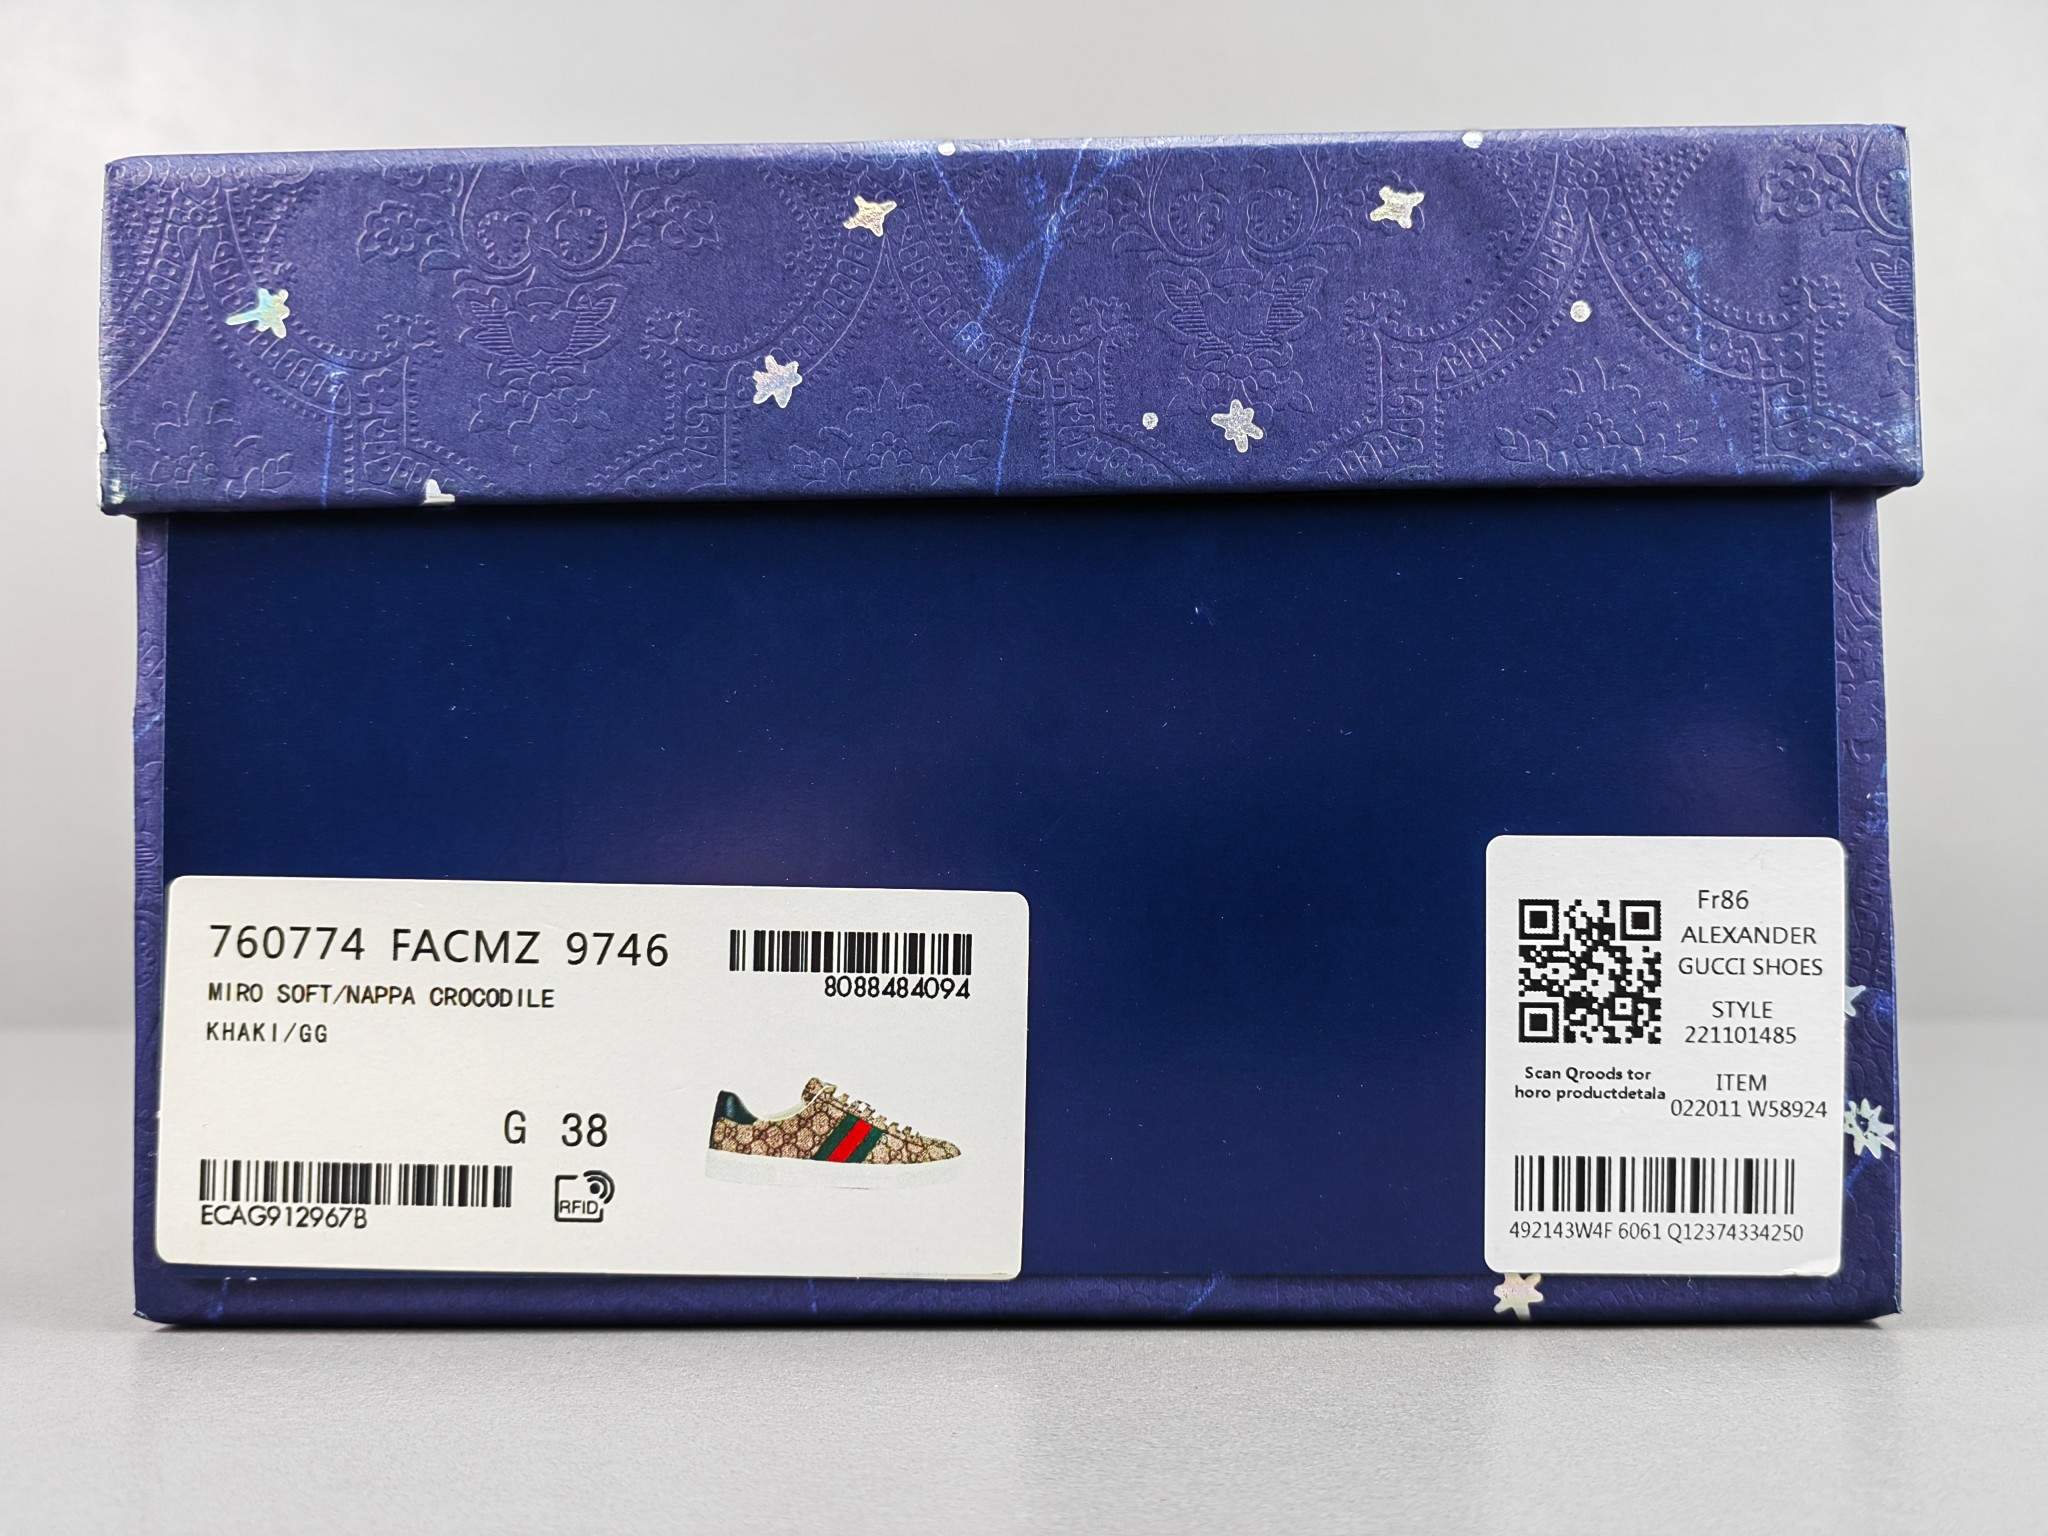 760774 FACMZ 9746
8088484094
MIRO SOFT/NAPPA CROCODILE
KHAKI/GG
G 38
ECAG912967B
RFID
Fr86
ALEXANDER
GUCCI SHOES
STYLE
221101485
Scan Qroods tor
horo productdetala
ITEM
022011 W58924
492143W4F 6061 Q12374334250